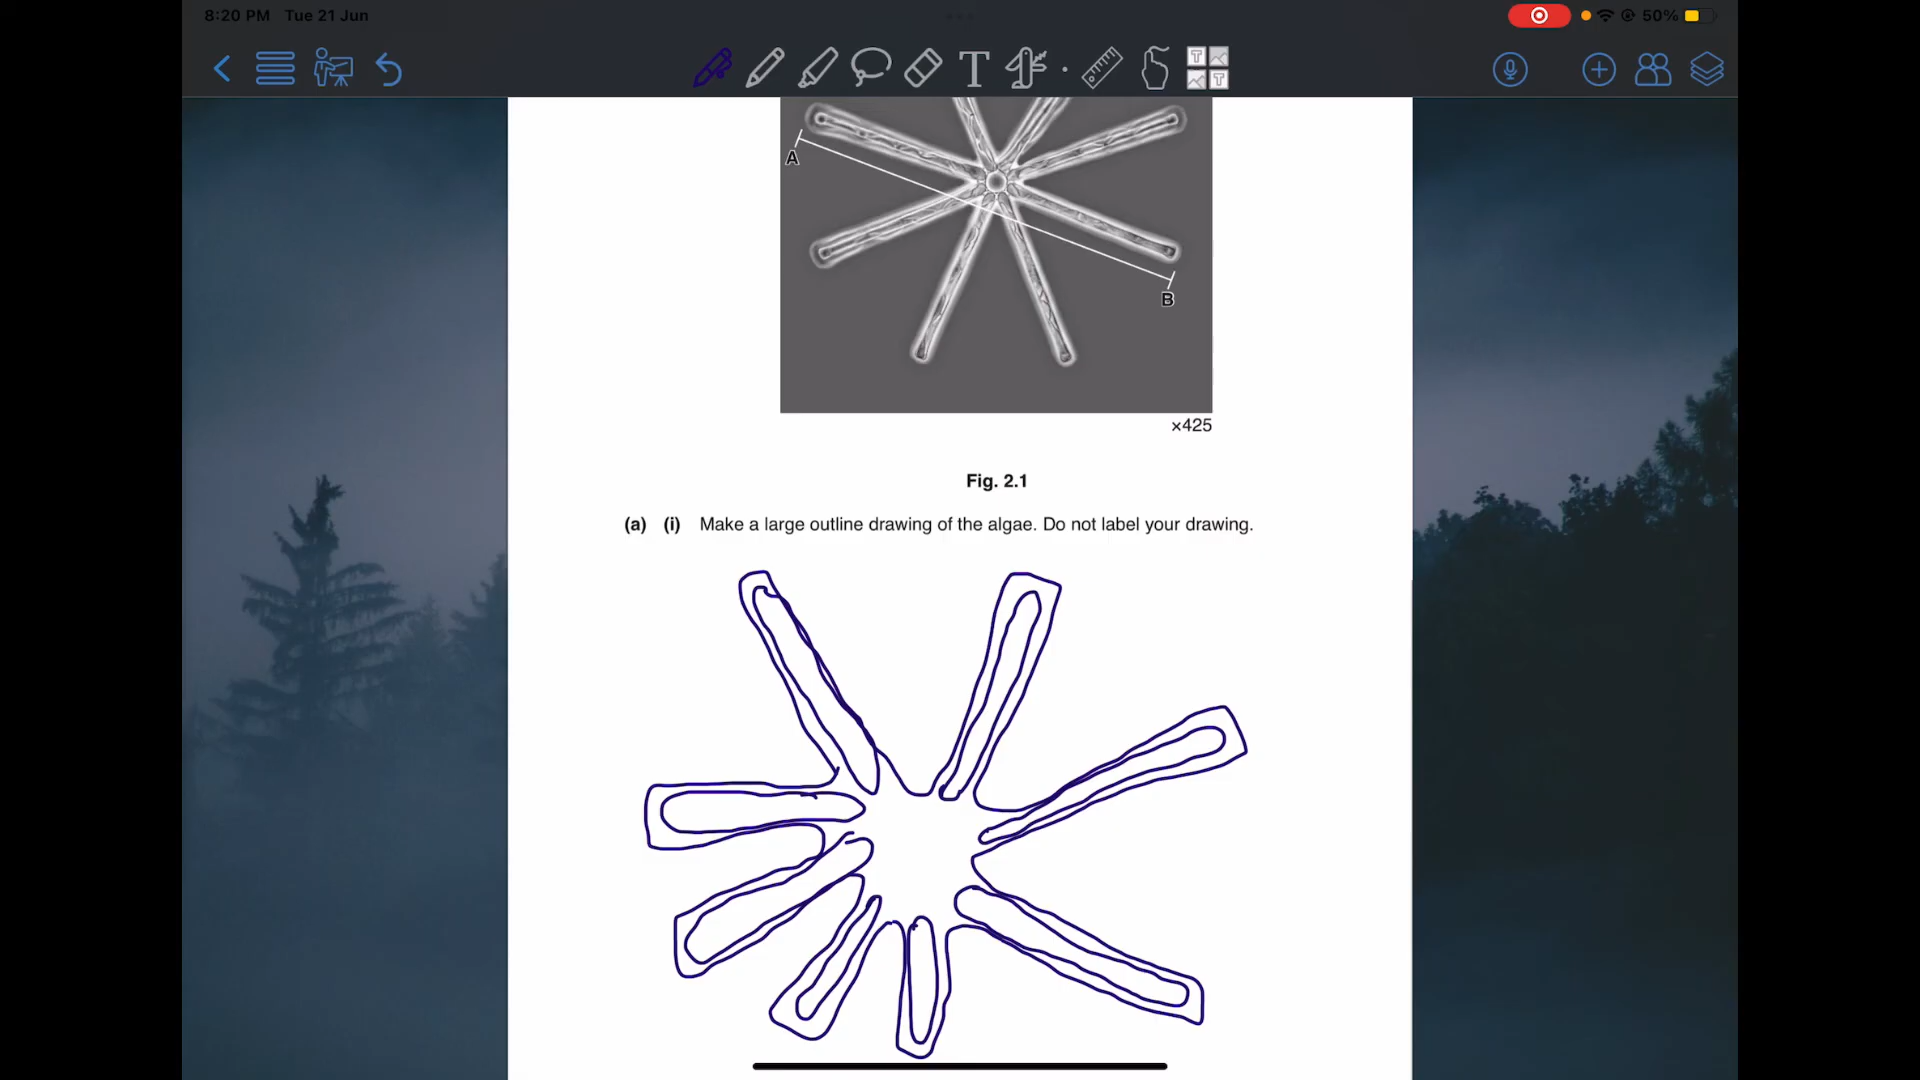 8:20 PM Tue 21 Jun
50%
T
A
B
×425
Fig. 2.1
(a) (i) Make a large outline drawing of the algae. Do not label your drawing.